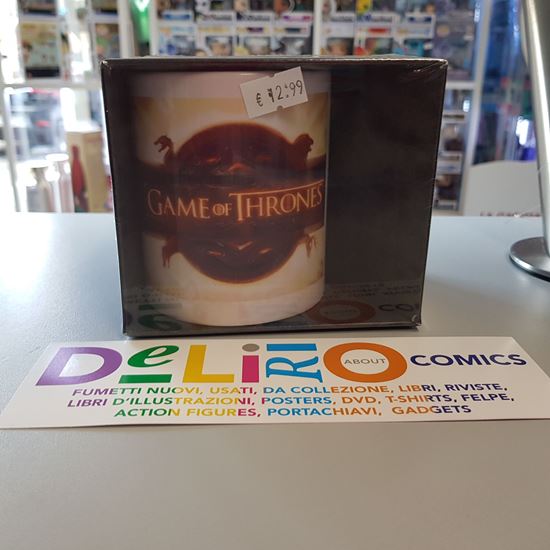 € 12.99
GAME OF THRONES
DeLiRIO ABOUT COMICS
FUMETTI NUOVI, USATI, DA COLLEZIONE, LIBRI, RIVISTE,
LIBRI D'ILLUSTRAZIONI, POSTERS, DVD, T-SHIRTS, FELPE,
ACTION FIGURES, PORTACHIAVI, GADGETS